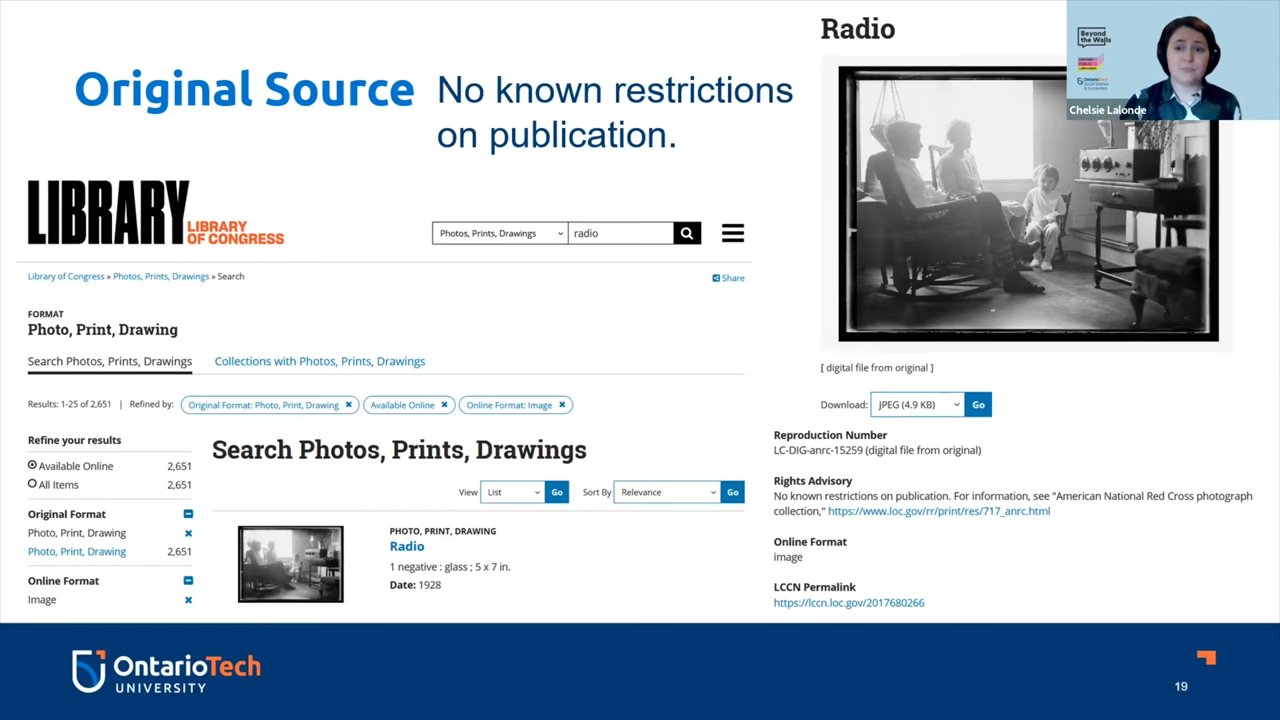 Original Source
No known restrictions
on publication.
LIBRARY
LIBRARY
OF CONGRESS
Photos, Prints, Drawings
radio
Library of Congress » Photos, Prints, Drawings » Search
Share
FORMAT
Photo, Print, Drawing
Search Photos, Prints, Drawings
Collections with Photos, Prints, Drawings
Results: 1-25 of 2,651 | Refined by:
Original Format: Photo, Print, Drawing ✖
Available Online ✖
Online Format: Image ✖
Refine your results
Available Online 2,651
All Items 2,651
Original Format
Photo, Print, Drawing ✖
Photo, Print, Drawing 2,651
Online Format
Image ✖
Search Photos, Prints, Drawings
View List Go Sort By Relevance Go
PHOTO, PRINT, DRAWING
Radio
1 negative : glass ; 5 x 7 in.
Date: 1928
Radio
Beyond
the Walls
OntarioTech
Chelsie Lalonde
[ digital file from original ]
Download: JPEG (4.9 KB) Go
Reproduction Number
LC-DIG-anrc-15259 (digital file from original)
Rights Advisory
No known restrictions on publication. For information, see "American National Red Cross photograph
collection," https://www.loc.gov/rr/print/res/717_anrc.html
Online Format
image
LCCN Permalink
https://lccn.loc.gov/2017680266
OntarioTech
UNIVERSITY
19